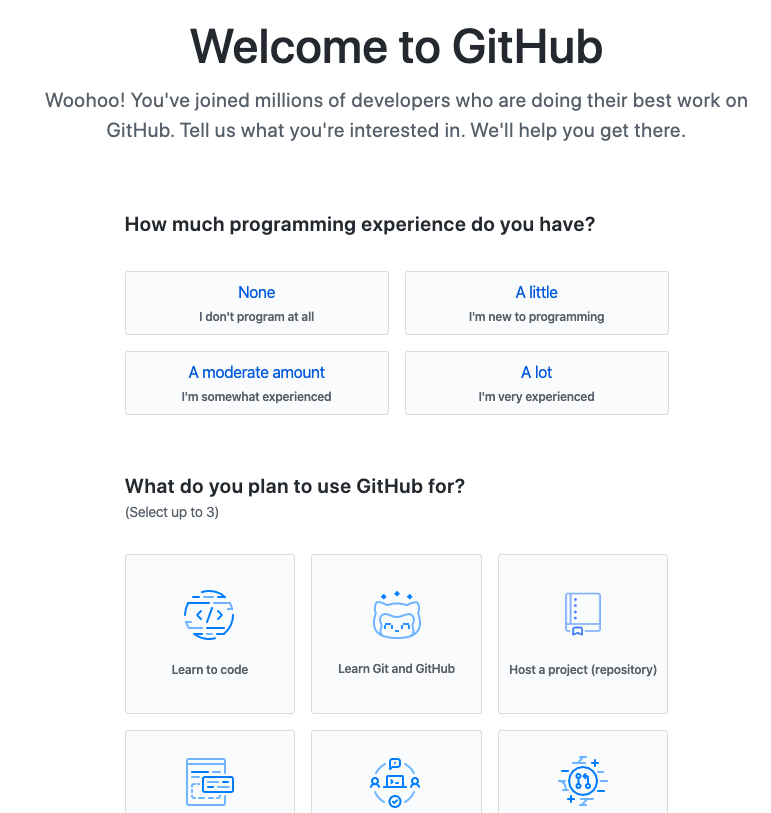 Welcome to GitHub
Woohoo! You've joined millions of developers who are doing their best work on
GitHub. Tell us what you're interested in. We'll help you get there.
How much programming experience do you have?
None
I don't program at all
A little
I'm new to programming
A moderate amount
I'm somewhat experienced
A lot
I'm very experienced
What do you plan to use GitHub for?
(Select up to 3)
Learn to code
Learn Git and GitHub
Host a project (repository)